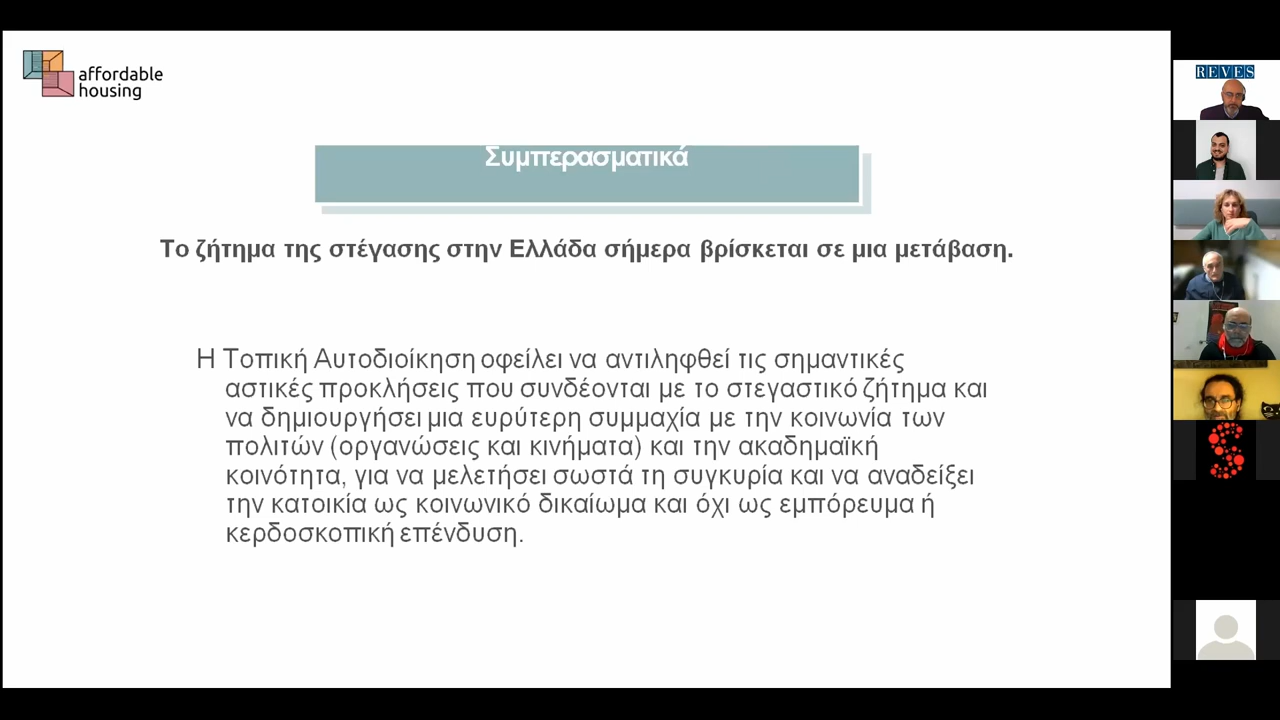 affordable
housing
Συμπερασματικά
Το ζήτημα της στέγασης στην Ελλάδα σήμερα βρίσκεται σε μια μετάβαση.
Η Τοπική Αυτοδιοίκηση οφείλει να αντιληφθεί τις σημαντικές
αστικές προκλήσεις που συνδέονται με το στεγαστικό ζήτημα και
να δημιουργήσει μια ευρύτερη συμμαχία με την κοινωνία των
πολιτών (οργανώσεις και κινήματα) και την ακαδημαϊκή
κοινότητα, για να μελετήσει σωστά τη συγκυρία και να αναδείξει
την κατοικία ως κοινωνικό δικαίωμα και όχι ως εμπόρευμα ή
κερδοσκοπική επένδυση.
REVES